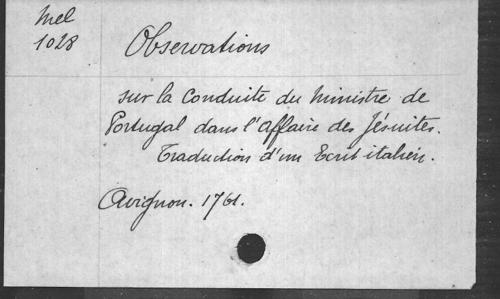 Mel
1028
Observations
sur la Conduite du Ministre de
Portugal dans l'Affaire des Jésuites.
Traduction d'un Ecrit italien.
Avignon. 1761.